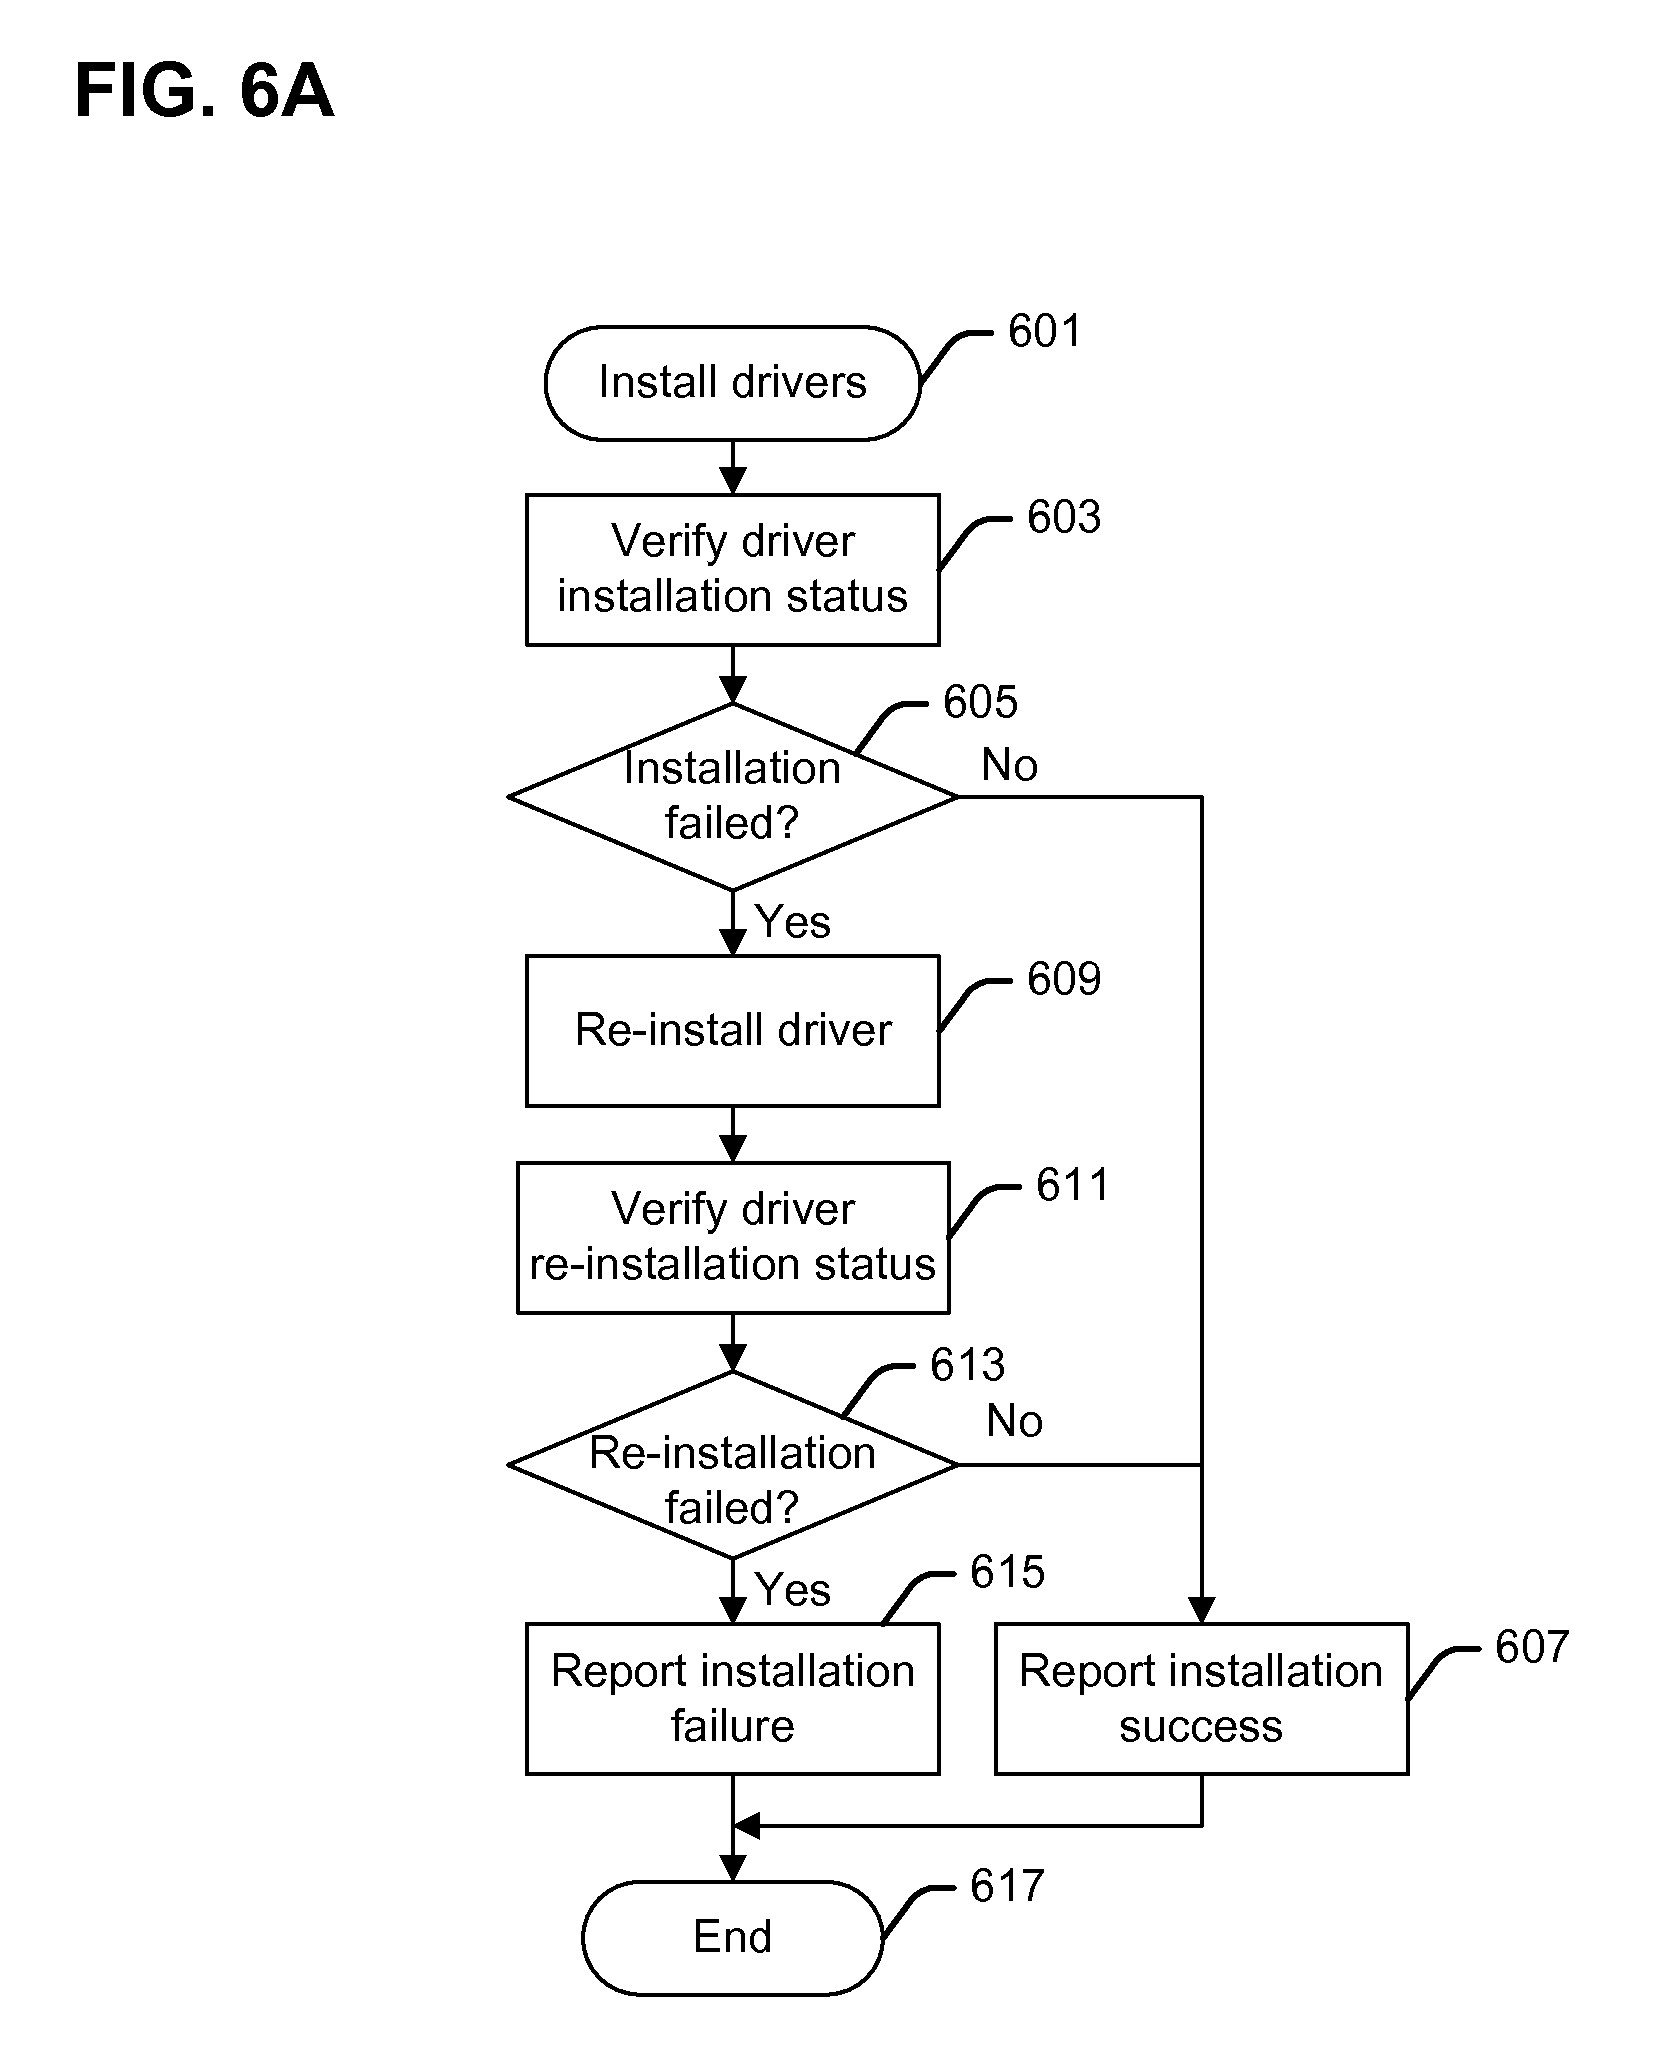 FIG. 6A
601
Install drivers
603
Verify driver
installation status
605
No
Installation
failed?
Yes
609
Re-install driver
611
Verify driver
re-installation status
613
No
Re-installation
failed?
615
Yes
607
Report installation
failure
Report installation
success
617
End